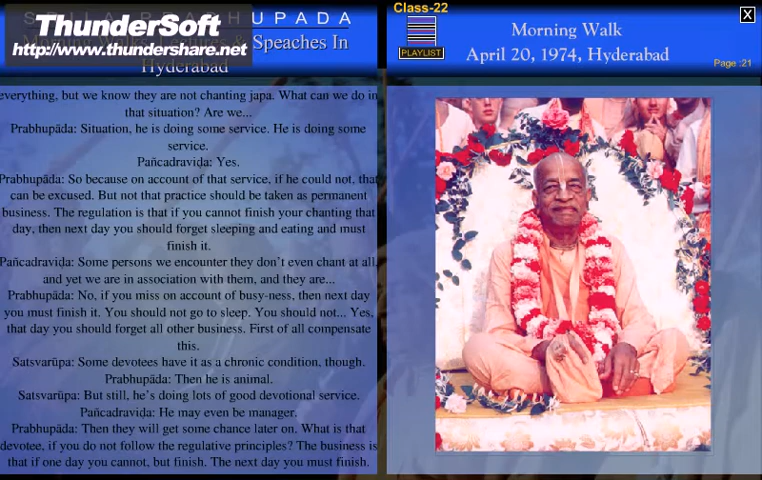 S R I L A P R A B H U P A D A
ThunderSoft
http://www.thundershare.net
Morning Walks, Lectures & Speaches In
Hyderabad
everything, but we know they are not chanting japa. What can we do in
that situation? Are we...
Prabhupāda: Situation, he is doing some service. He is doing some
service.
Pañcadraviḍa: Yes.
Prabhupāda: So because on account of that service, if he could not, that
can be excused. But not that practice should be taken as permanent
business. The regulation is that if you cannot finish your chanting that
day, then next day you should forget sleeping and eating and must
finish it.
Pañcadraviḍa: Some persons we encounter they don't even chant at all,
and yet we are in association with them, and they are...
Prabhupāda: No, if you miss on account of busy-ness, then next day
you must finish it. You should not go to sleep. You should not... Yes,
that day you should forget all other business. First of all compensate
this.
Satsvarūpa: Some devotees have it as a chronic condition, though.
Prabhupāda: Then he is animal.
Satsvarūpa: But still, he's doing lots of good devotional service.
Pañcadraviḍa: He may even be manager.
Prabhupāda: Then they will get some chance later on. What is that
devotee, if you do not follow the regulative principles? The business is
that if one day you cannot, but finish. The next day you must finish.
Class-22
PLAYLIST
Morning Walk
April 20, 1974, Hyderabad
X
Page :21